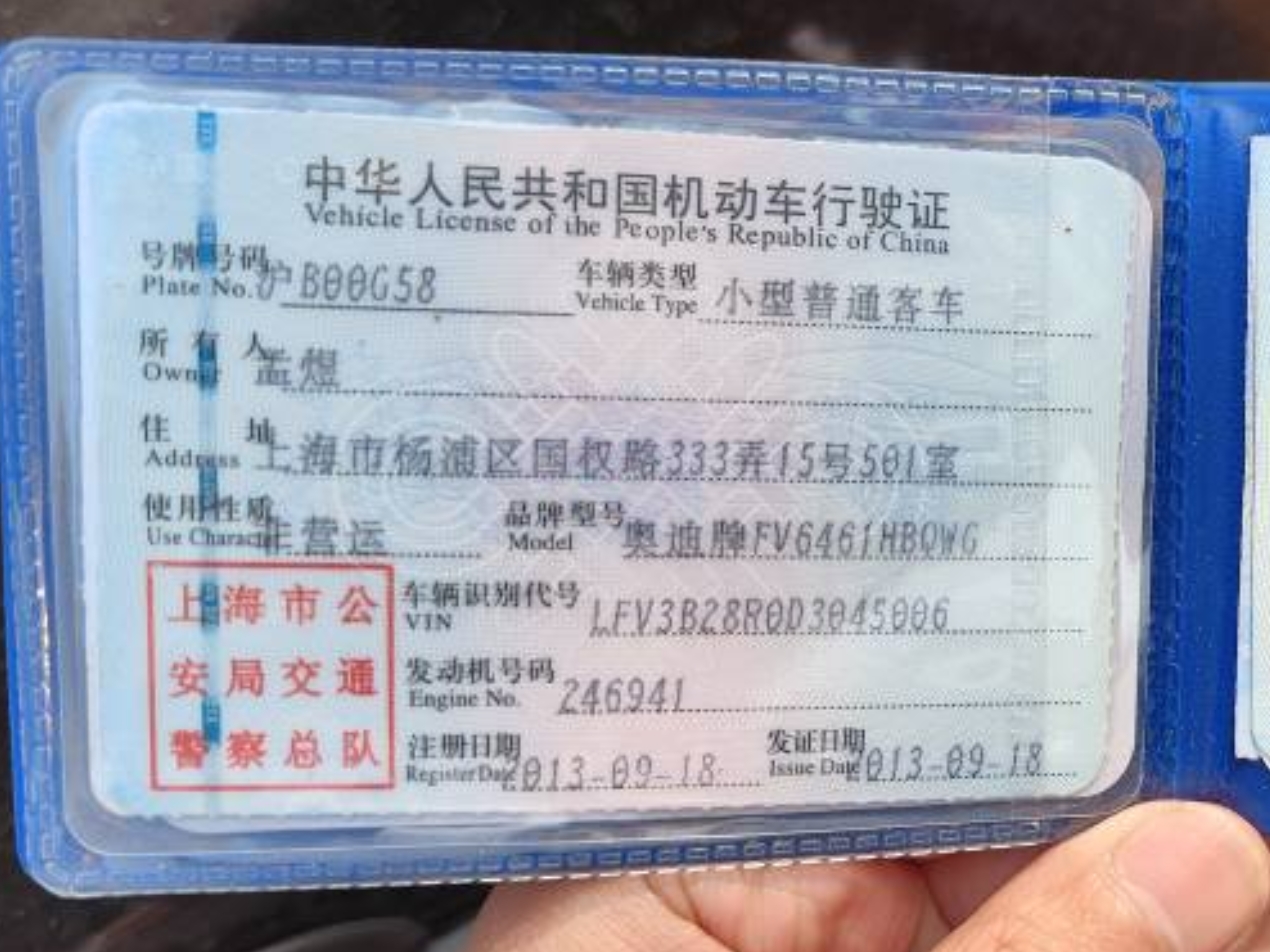 中华人民共和国机动车行驶证
Vehicle License of the People's Republic of China
号牌号码 沪B00G58 车辆类型 小型普通客车
Plate No. Vehicle Type
所有人 孟煜
Owner
住址 上海市杨浦区国权路333弄15号501室
Address
使用性质 非营运 品牌型号 奥迪牌FV6461HBQWG
Use Character Model
上海市公
安局交通
警察总队
车辆识别代号 LFV3B28R0D3045006
VIN
发动机号码 246941
Engine No.
注册日期 2013-09-18 发证日期 2013-09-18
Register Date Issue Date